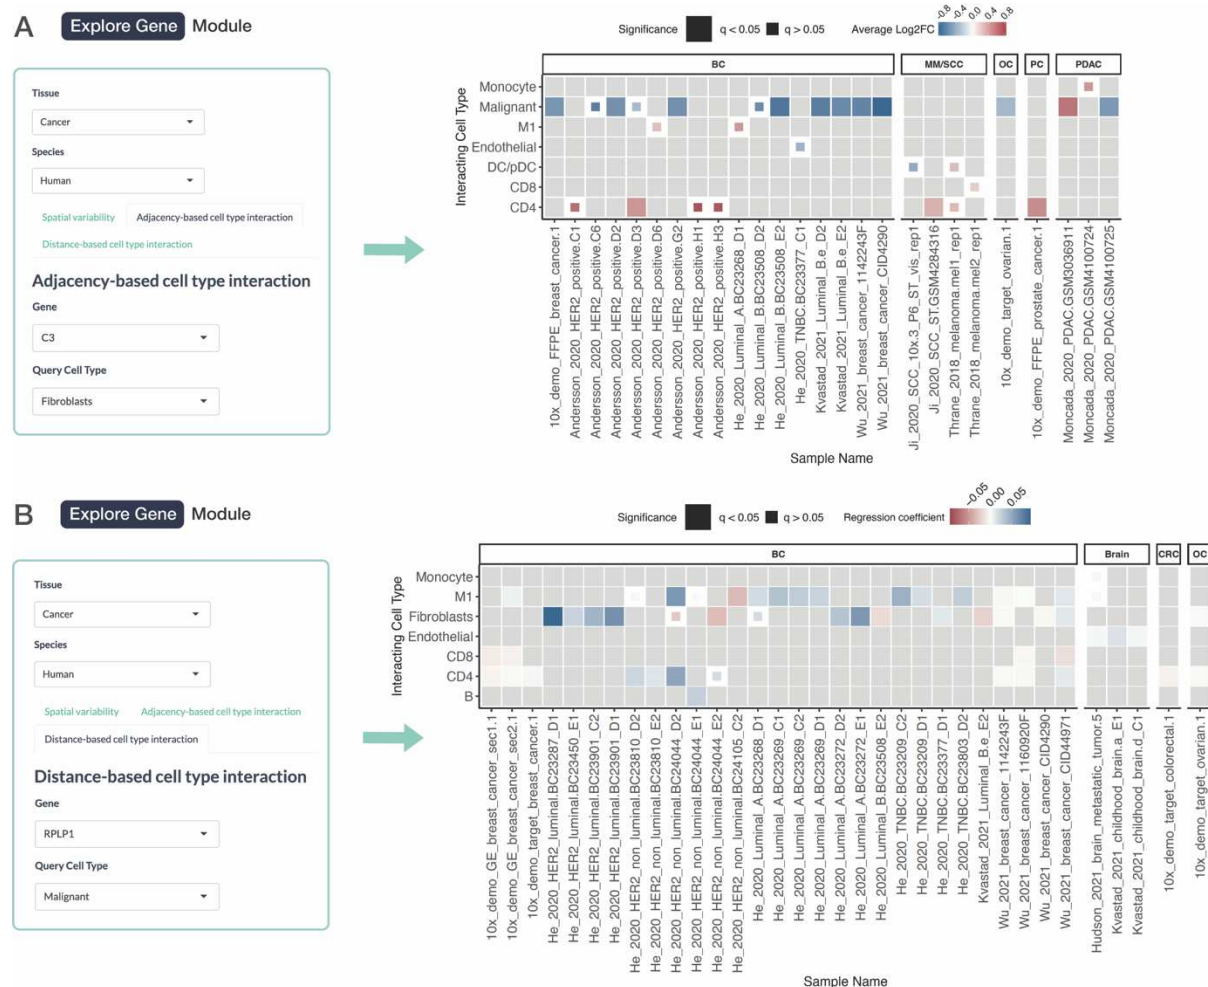 A Explore Gene Module
Tissue
Cancer
Species
Human
Spatial variability Adjacency-based cell type interaction
Distance-based cell type interaction
Adjacency-based cell type interaction
Gene
C3
Query Cell Type
Fibroblasts
Significance q < 0.05 q > 0.05 Average Log2FC -0.8 -0.4 0.0 0.4 0.8
BC MM/SCC OC PC PDAC
Interacting Cell Type
Monocyte
Malignant
M1
Endothelial
DC/pDC
CD8
CD4
10x_demo_FFPE_breast_cancer.1
Andersson_2020_HER2_positive.C1
Andersson_2020_HER2_positive.C6
Andersson_2020_HER2_positive.D2
Andersson_2020_HER2_positive.D3
Andersson_2020_HER2_positive.D6
Andersson_2020_HER2_positive.G2
Andersson_2020_HER2_positive.H1
Andersson_2020_HER2_positive.H3
He_2020_Luminal_A.BC23268_D1
He_2020_Luminal_B.BC23508_D2
He_2020_Luminal_B.BC23508_E2
He_2020_TNBC.BC23377_C1
Kvastad_2021_Luminal_B.e_D2
Kvastad_2021_Luminal_B.e_E2
Wu_2021_breast_cancer_1142243F
Wu_2021_breast_cancer_CID4290
Ji_2020_SCC_10x.3_P6_ST_vis_rep1
Ji_2020_SCC_ST.GSM4284316
Thrane_2018_melanoma.mel1_rep1
Thrane_2018_melanoma.mel2_rep1
10x_demo_target_ovarian.1
10x_demo_FFPE_prostate_cancer.1
Moncada_2020_PDAC.GSM3036911
Moncada_2020_PDAC.GSM4100724
Moncada_2020_PDAC.GSM4100725
Sample Name
B Explore Gene Module
Tissue
Cancer
Species
Human
Spatial variability Adjacency-based cell type interaction
Distance-based cell type interaction
Distance-based cell type interaction
Gene
RPLP1
Query Cell Type
Malignant
Significance q < 0.05 q > 0.05 Regression coefficient -0.05 0.00 0.05
BC Brain CRC OC
Interacting Cell Type
Monocyte
M1
Fibroblasts
Endothelial
CD8
CD4
B
10x_demo_GE_breast_cancer_sec1.1
10x_demo_GE_breast_cancer_sec2.1
10x_demo_target_breast_cancer.1
He_2020_HER2_luminal.BC23287_D1
He_2020_HER2_luminal.BC23450_E1
He_2020_HER2_luminal.BC23901_C2
He_2020_HER2_luminal.BC23901_D1
He_2020_HER2_non_luminal.BC23810_D2
He_2020_HER2_non_luminal.BC23810_E2
He_2020_HER2_non_luminal.BC24044_D2
He_2020_HER2_non_luminal.BC24044_E1
He_2020_HER2_non_luminal.BC24044_E2
He_2020_HER2_non_luminal.BC24105_C2
He_2020_Luminal_A.BC23268_D1
He_2020_Luminal_A.BC23269_C1
He_2020_Luminal_A.BC23269_C2
He_2020_Luminal_A.BC23269_D1
He_2020_Luminal_A.BC23272_D2
He_2020_Luminal_A.BC23272_E1
He_2020_Luminal_B.BC23508_E2
He_2020_TNBC.BC23209_C2
He_2020_TNBC.BC23209_D1
He_2020_TNBC.BC23377_D1
He_2020_TNBC.BC23803_D2
Kvastad_2021_Luminal_B.e_E2
Wu_2021_breast_cancer_1142243F
Wu_2021_breast_cancer_1160920F
Wu_2021_breast_cancer_CID4290
Wu_2021_breast_cancer_CID44971
Hudson_2021_brain_metastatic_tumor.5
Kvastad_2021_childhood_brain.a_E1
Kvastad_2021_childhood_brain.d_C1
10x_demo_target_colorectal.1
10x_demo_target_ovarian.1
Sample Name